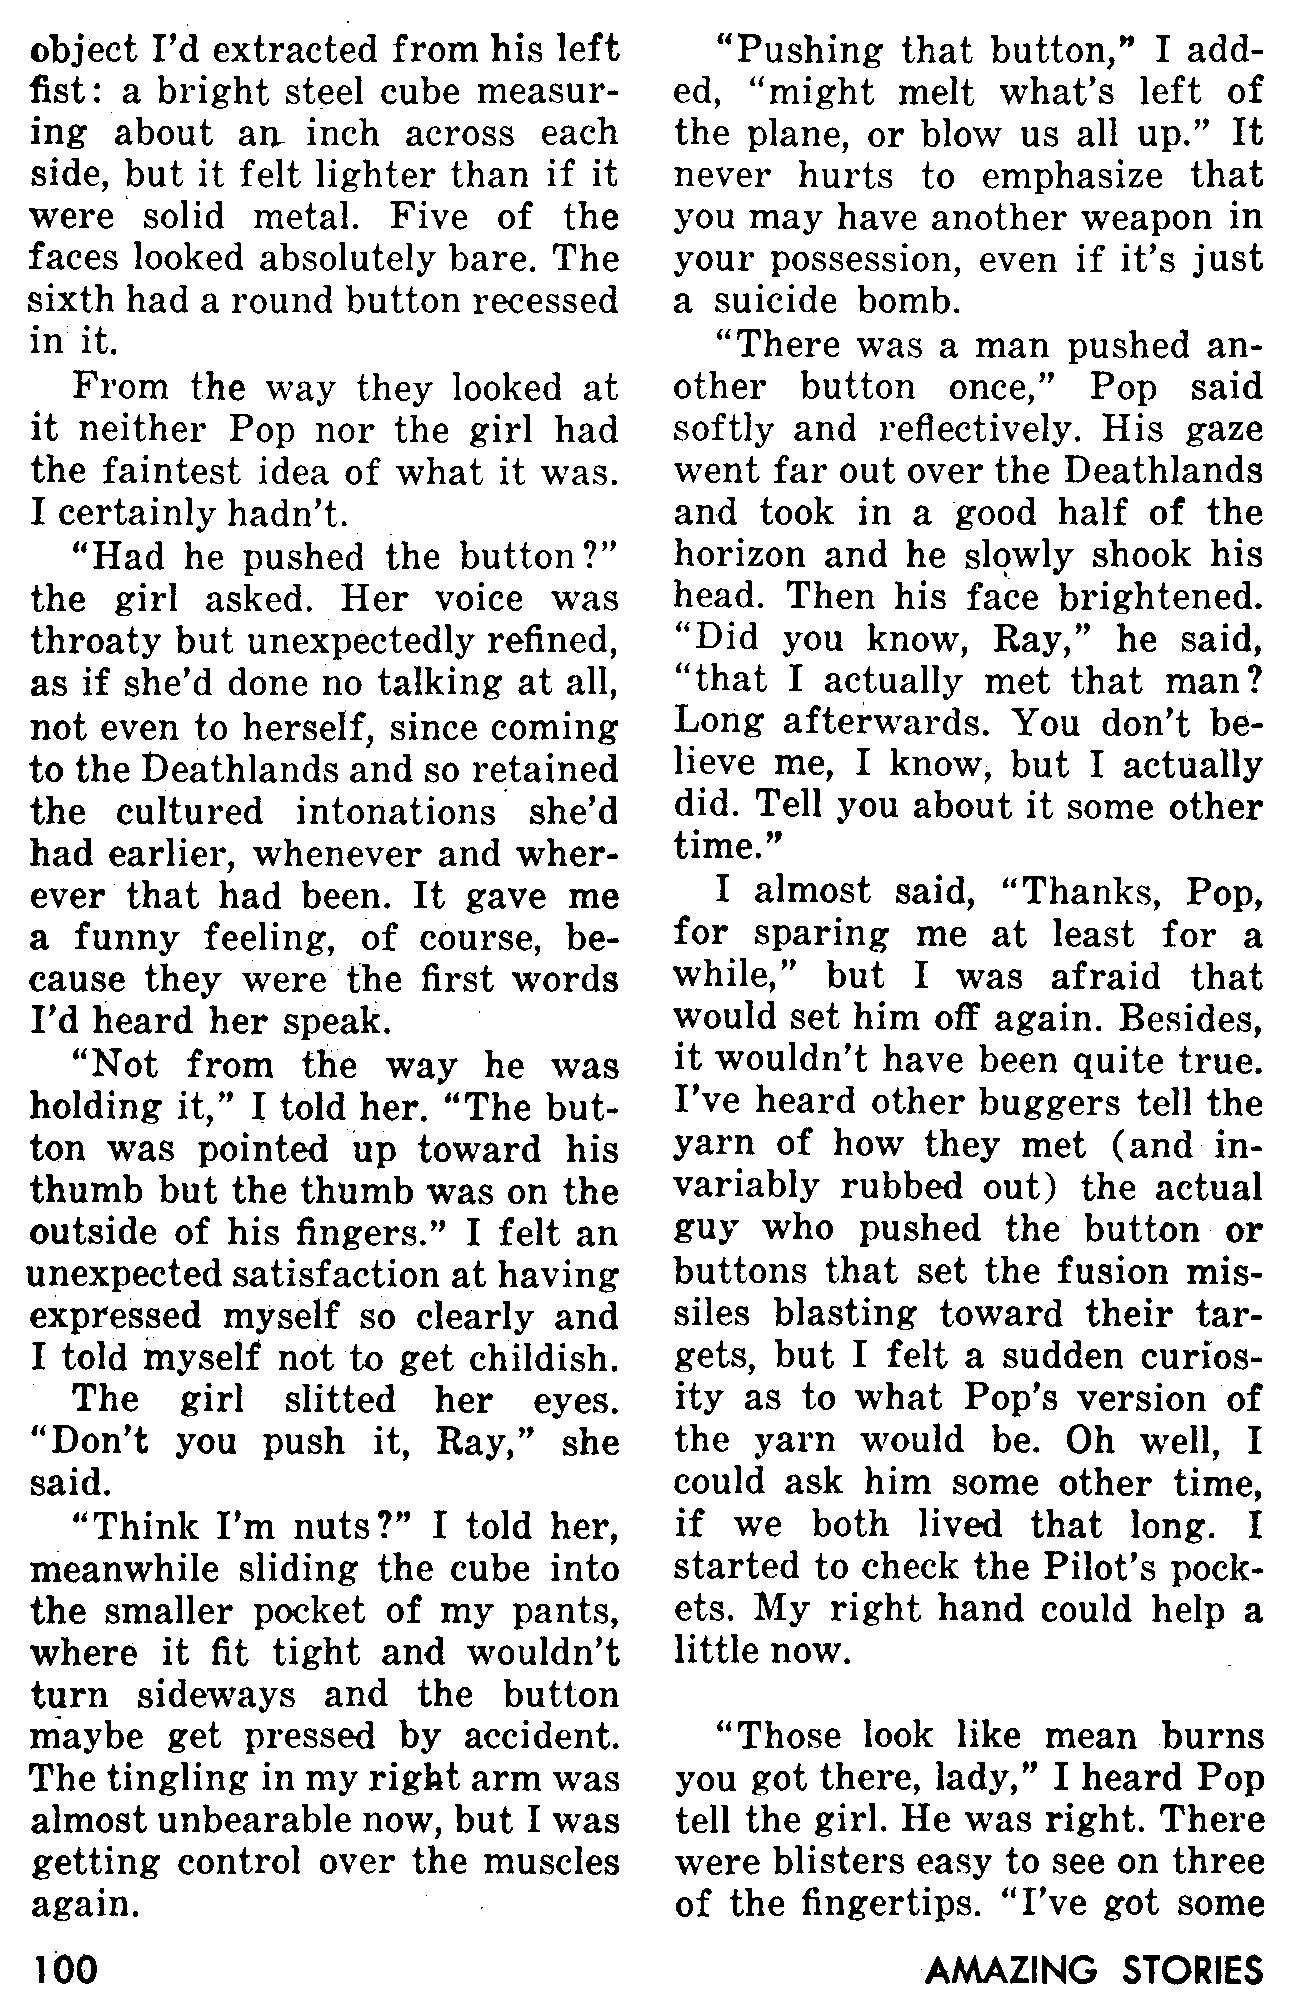 object I'd extracted from his left
fist: a bright steel cube measur-
ing about an inch across each
side, but it felt lighter than if it
were solid metal. Five of the
faces looked absolutely bare. The
sixth had a round button recessed
in it.
From the way they looked at
it neither Pop nor the girl had
the faintest idea of what it was.
I certainly hadn't.
“Had he pushed the button?”
the girl asked. Her voice was
throaty but unexpectedly refined,
as if she'd done no talking at all,
not even to herself, since coming
to the Deathlands and so retained
the cultured intonations she'd
had earlier, whenever and wher-
ever that had been. It gave me
a funny feeling, of course, be-
cause they were the first words
I'd heard her speak.
“Not from the way he was
holding it,” I told her. “The but-
ton was pointed up toward his
thumb but the thumb was on the
outside of his fingers.” I felt an
unexpected satisfaction at having
expressed myself so clearly and
I told myself not to get childish.
The girl slitted her eyes.
“Don't you push it, Ray,” she
said.
“Think I'm nuts?” I told her,
meanwhile sliding the cube into
the smaller pocket of my pants,
where it fit tight and wouldn't
turn sideways and the button
maybe get pressed by accident.
The tingling in my right arm was
almost unbearable now, but I was
getting control over the muscles
again.
“Pushing that button,” I add-
ed, “might melt what's left of
the plane, or blow us all up.” It
never hurts to emphasize that
you may have another weapon in
your possession, even if it's just
a suicide bomb.
“There was a man pushed an-
other button once,” Pop said
softly and reflectively. His gaze
went far out over the Deathlands
and took in a good half of the
horizon and he slowly shook his
head. Then his face brightened.
“Did you know, Ray,” he said,
“that I actually met that man?
Long afterwards. You don't be-
lieve me, I know, but I actually
did. Tell you about it some other
time.”
I almost said, “Thanks, Pop,
for sparing me at least for a
while,” but I was afraid that
would set him off again. Besides,
it wouldn't have been quite true.
I've heard other buggers tell the
yarn of how they met (and in-
variably rubbed out) the actual
guy who pushed the button or
buttons that set the fusion mis-
siles blasting toward their tar-
gets, but I felt a sudden curios-
ity as to what Pop's version of
the yarn would be. Oh well, I
could ask him some other time,
if we both lived that long. I
started to check the Pilot's pock-
ets. My right hand could help a
little now.
“Those look like mean burns
you got there, lady,” I heard Pop
tell the girl. He was right. There
were blisters easy to see on three
of the fingertips. “I've got some
100
AMAZING STORIES